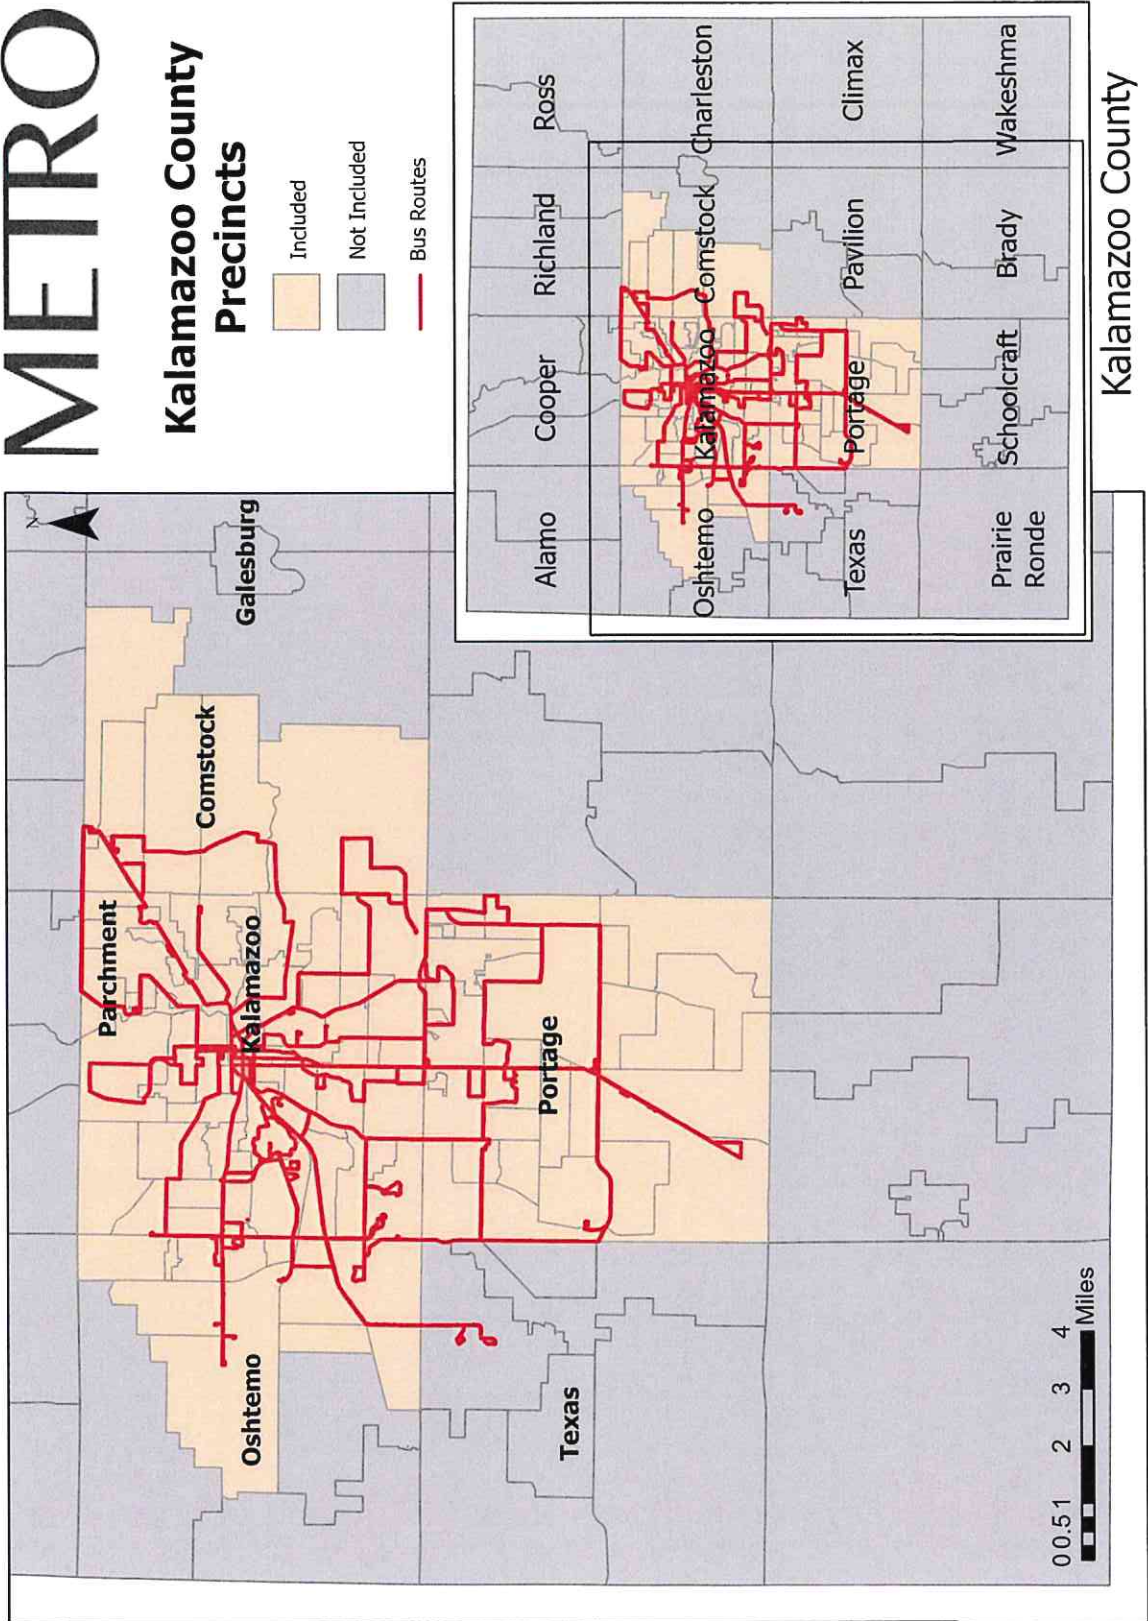 METRO
Kalamazoo County
Precincts
Included
Not Included
Bus Routes
N
Galesburg
Comstock
Parchment
Kalamazoo
Portage
Oshtemo
Texas
0 0.5 1 2 3 4
Miles
Alamo
Cooper
Richland
Ross
Oshtemo
Kalamazoo
Comstock
Charleston
Texas
Portage
Pavilion
Climax
Prairie
Ronde
Schoolcraft
Brady
Wakeshma
Kalamazoo County